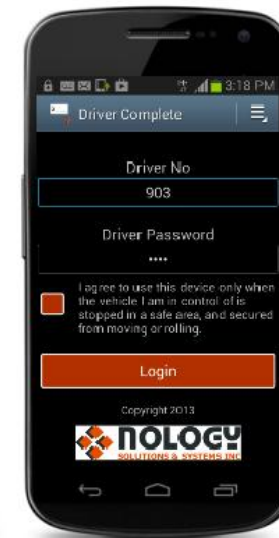 3:18 PM
Driver Complete
Driver No
903
Driver Password
••••
I agree to use this device only when
the vehicle I am in control of is
stopped in a safe area, and secured
from moving or rolling.
Login
Copyright 2013
NOLOGY
SOLUTIONS & SYSTEMS INC